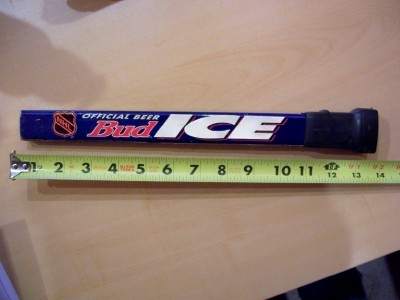 NHL
OFFICIAL BEER
Bud ICE
1 2 3 4 5 6 7 8 9 10 11 12 13 14